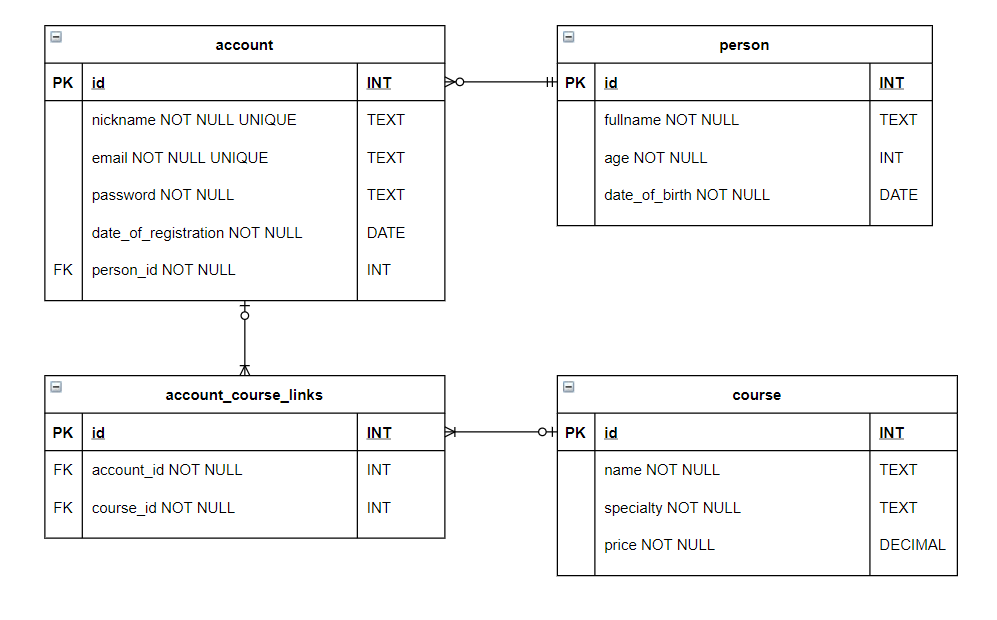 account
PK id INT
nickname NOT NULL UNIQUE TEXT
email NOT NULL UNIQUE TEXT
password NOT NULL TEXT
date_of_registration NOT NULL DATE
FK person_id NOT NULL INT
person
PK id INT
fullname NOT NULL TEXT
age NOT NULL INT
date_of_birth NOT NULL DATE
account_course_links
PK id INT
FK account_id NOT NULL INT
FK course_id NOT NULL INT
course
PK id INT
name NOT NULL TEXT
specialty NOT NULL TEXT
price NOT NULL DECIMAL